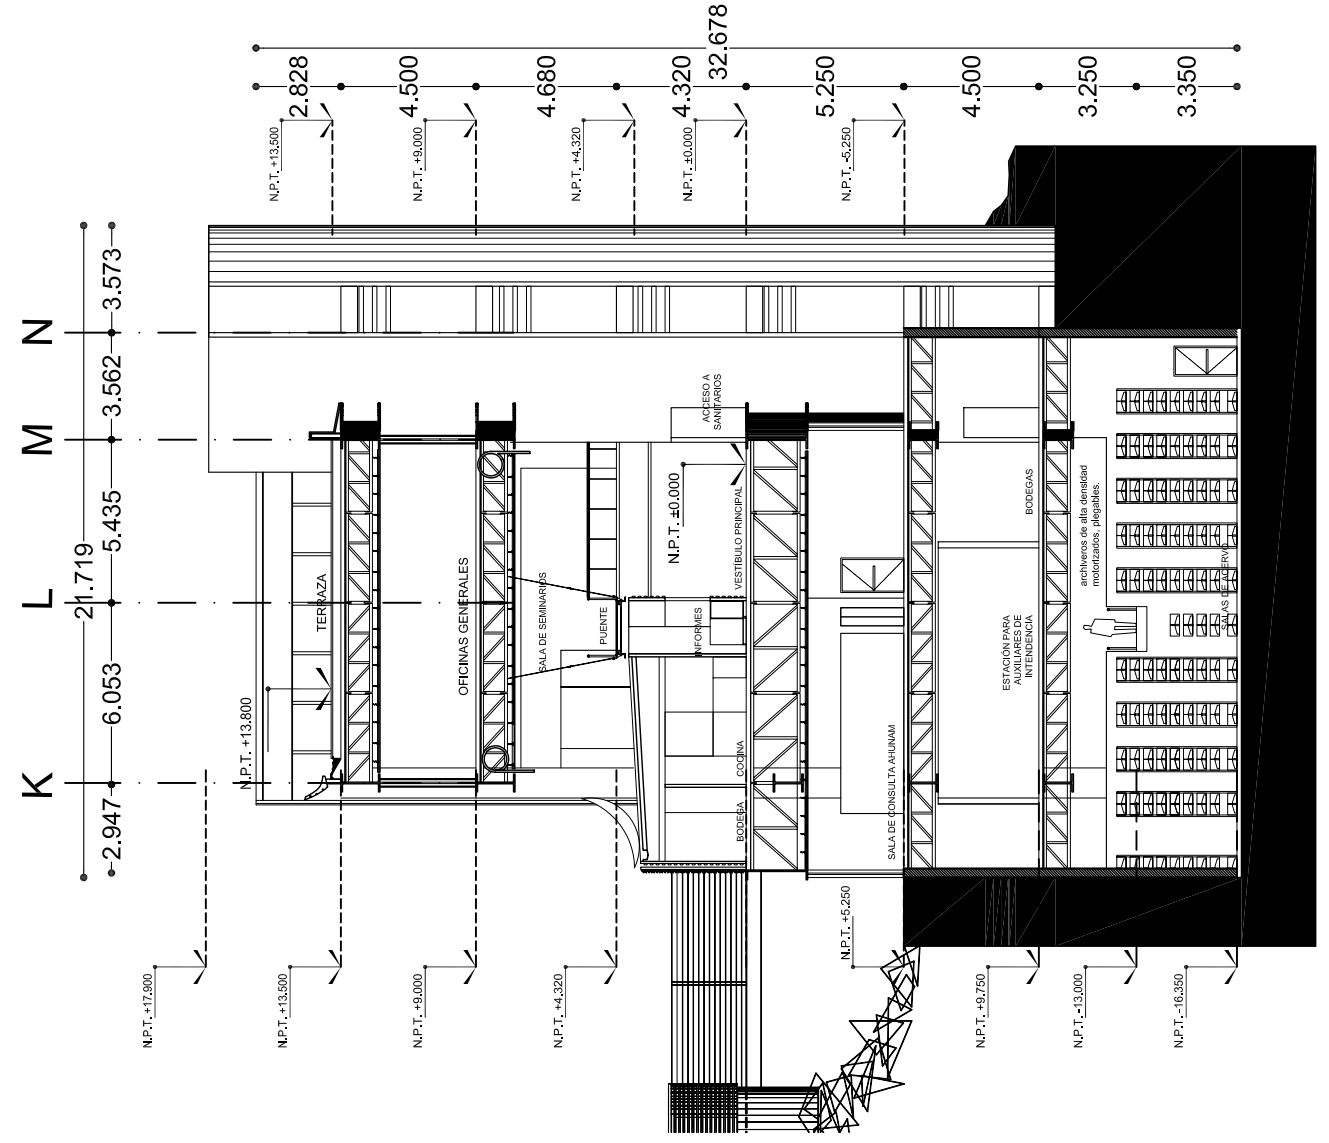 32.678
2.828
4.500
4.680
4.320
5.250
4.500
3.250
3.350
N.P.T. +13.500
N.P.T. +9.000
N.P.T. +4.320
N.P.T. ±0.000
N.P.T. -5.250
K
L
M
N
21.719
2.947
6.053
5.435
3.562
3.573
N.P.T. +13.800
TERRAZA
OFICINAS GENERALES
SALA DE SEMINARIOS
PUENTE
N.P.T. ±0.000
ACCESO A
SANITARIOS
VESTÍBULO PRINCIPAL
INFORMES
COCINA
BODEGA
SALA DE CONSULTA AHUNAM
BODEGAS
ESTACIÓN PARA
AUXILIARES DE
INTENDENCIA
archiveros de alta densidad
motorizados, plegables.
SALAS DE ACERVO
N.P.T. +17.900
N.P.T. +13.500
N.P.T. +9.000
N.P.T. +4.320
N.P.T. +5.250
N.P.T. +9.750
N.P.T. -13.000
N.P.T. -16.350